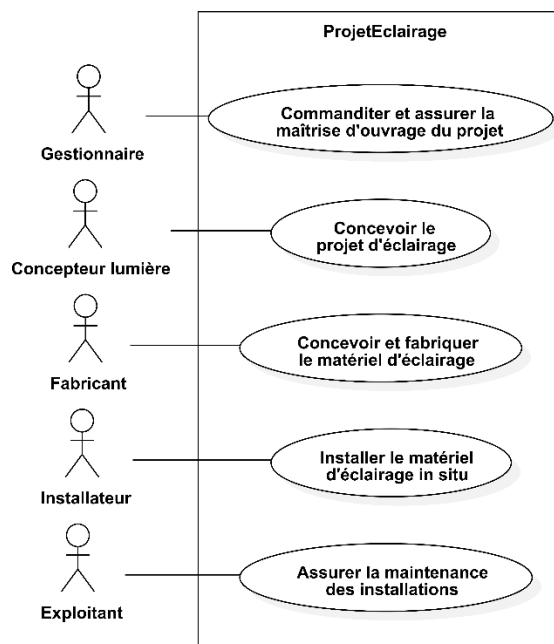 ProjetEclairage
Commanditer et assurer la
maîtrise d'ouvrage du projet
Gestionnaire
Concevoir le
projet d'éclairage
Concepteur lumière
Concevoir et fabriquer
le matériel d'éclairage
Fabricant
Installer le matériel
d'éclairage in situ
Installateur
Assurer la maintenance
des installations
Exploitant